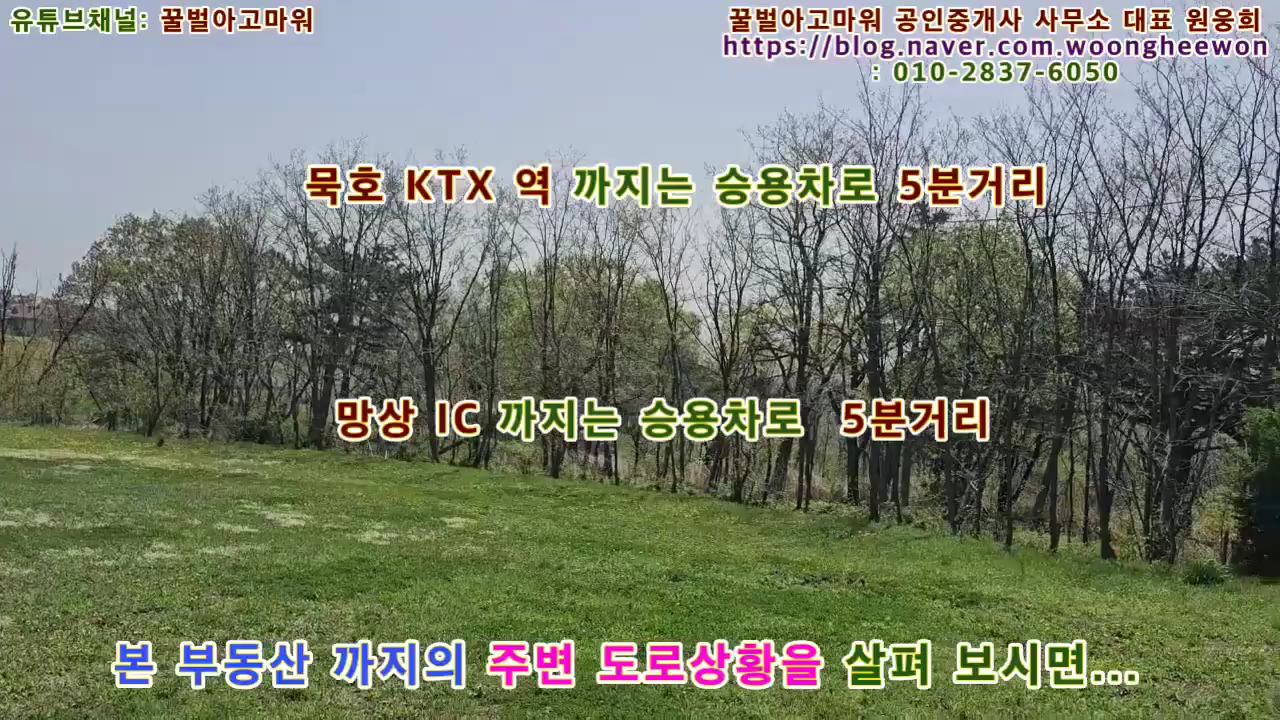 유튜브채널: 꿀벌아고마워
꿀벌아고마워 공인중개사 사무소 대표 원웅희
https://blog.naver.com.woongheewon
: 010-2837-6050
묵호 KTX 역 까지는 승용차로 5분거리
망상 IC 까지는 승용차로 5분거리
본 부동산 까지의 주변 도로상황을 살펴 보시면...